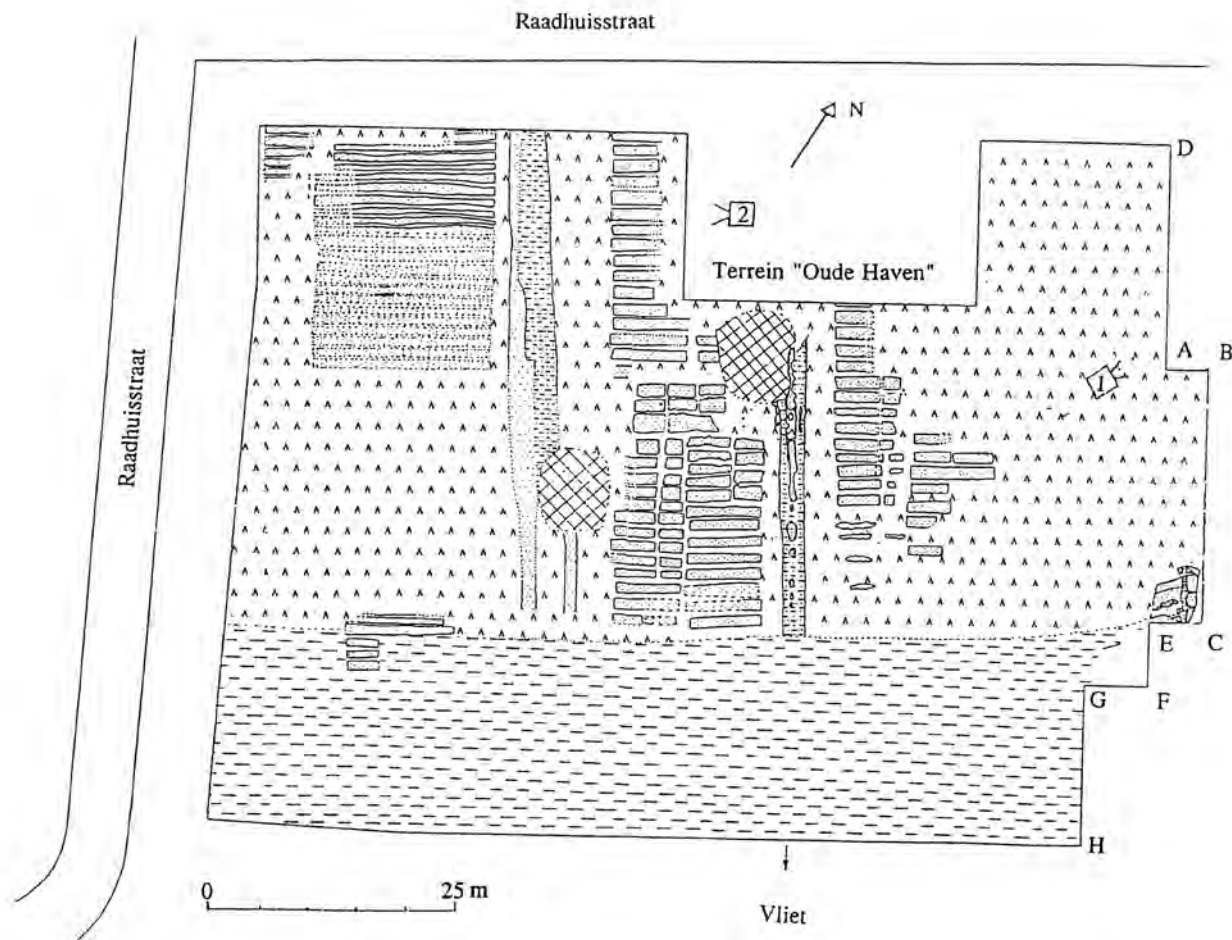 Raadhuisstraat
N
D
2
Terrein "Oude Haven"
A
B
1
Raadhuisstraat
E
C
G
F
H
0
25 m
Vliet